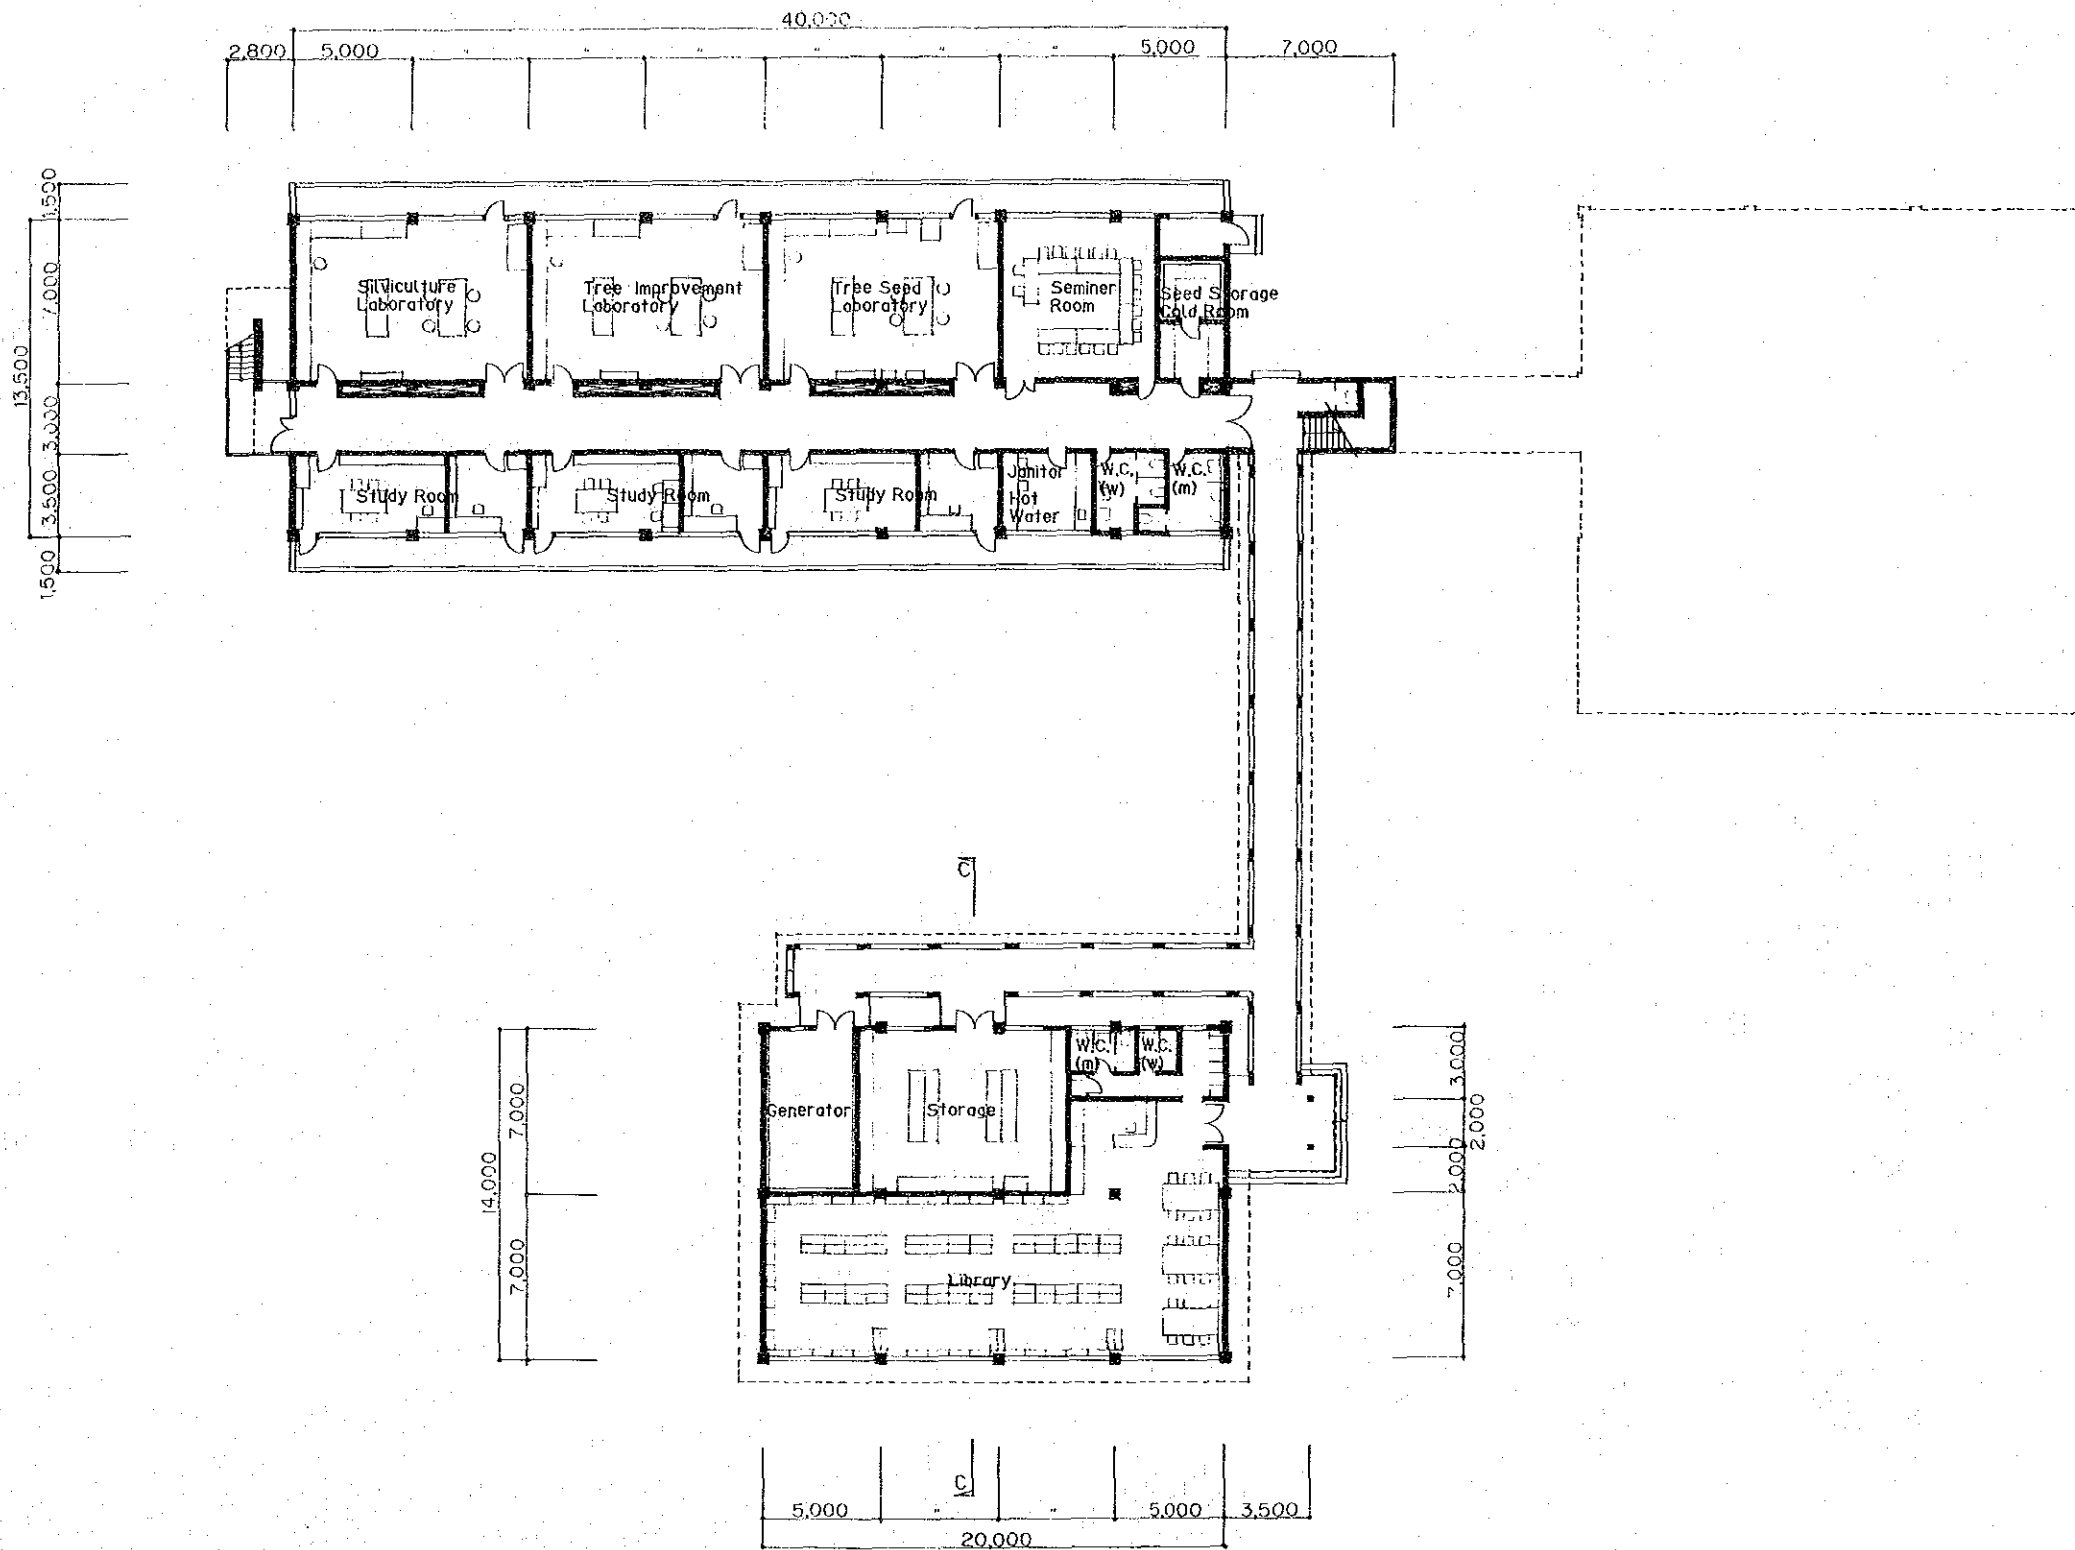 40,000
2,800 5,000 " " " " " " 5,000 7,000
1,500
7,000
13,500
3,000
3,500
1,500
Silviculture
Laboratory
Tree Improvement
Laboratory
Tree Seed
Laboratory
Seminer
Room
Seed Storage
Cold Room
Study Room
Study Room
Study Room
Janitor
Hot
Water
W.C.
(w)
W.C.
(m)
C
W.C.
(m)
W.C.
(w)
Generator
Storage
Library
7,000
14,000
7,000
3,000
2,000
2,000
7,000
C
5,000 " " 5,000 3,500
20,000